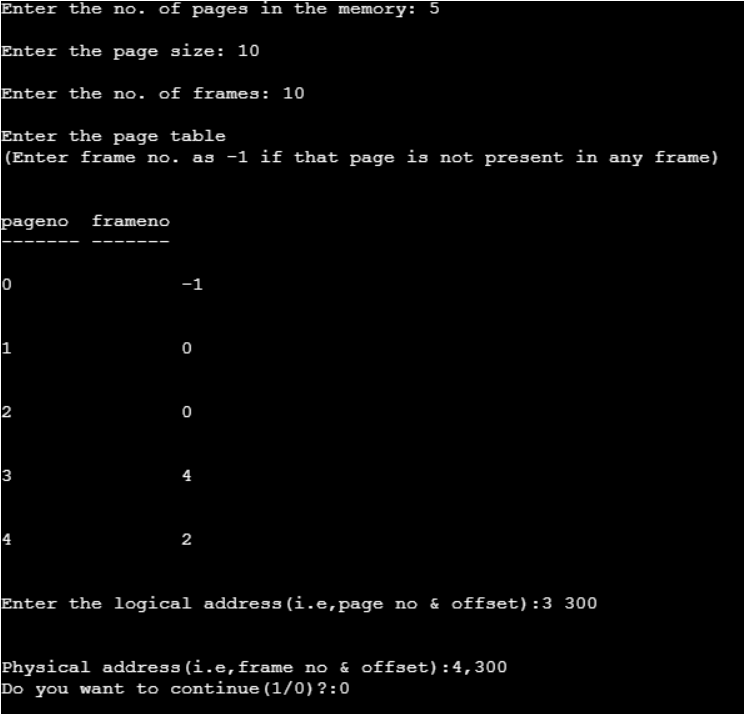 Enter the no. of pages in the memory: 5
Enter the page size: 10
Enter the no. of frames: 10
Enter the page table
(Enter frame no. as -1 if that page is not present in any frame)
pageno  frameno
------- -------
0                -1
1                0
2                0
3                4
4                2
Enter the logical address(i.e,page no & offset):3 300
Physical address(i.e,frame no & offset):4,300
Do you want to continue(1/0)?:0